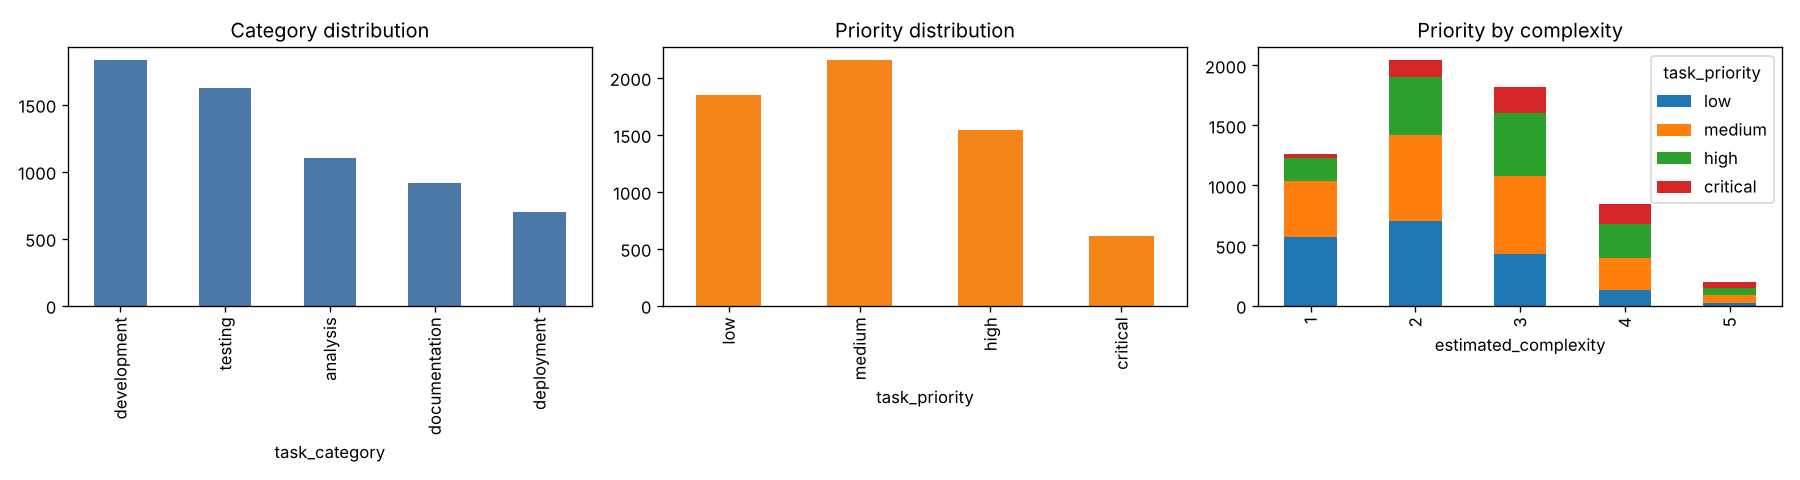 Category distribution
1500
1000
500
0
development
testing
analysis
documentation
deployment
task_category
Priority distribution
2000
1500
1000
500
0
low
medium
high
critical
task_priority
Priority by complexity
2000
1500
1000
500
0
task_priority
low
medium
high
critical
1
2
3
4
5
estimated_complexity